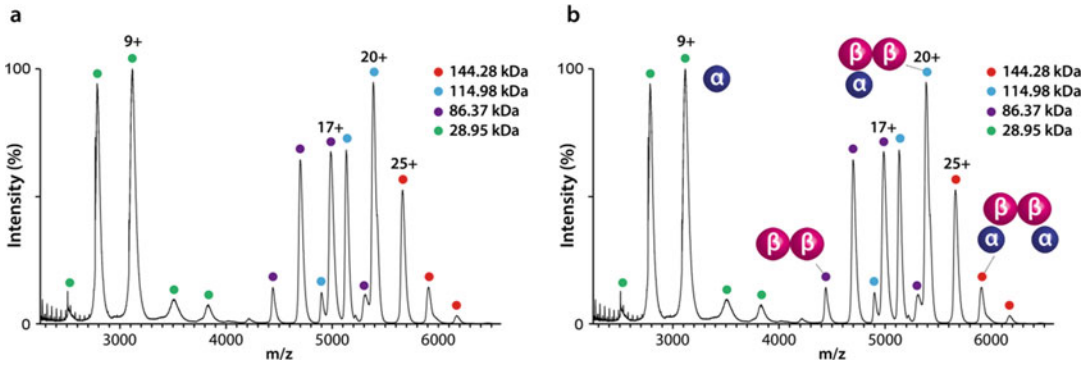 a
9+
100
20+
17+
25+
144.28 kDa
114.98 kDa
86.37 kDa
28.95 kDa
Intensity (%)
0
3000 4000 5000 6000
m/z
b
9+
α
β β
α
20+
100
17+
25+
144.28 kDa
114.98 kDa
86.37 kDa
28.95 kDa
β β
α α
β β
Intensity (%)
0
3000 4000 5000 6000
m/z